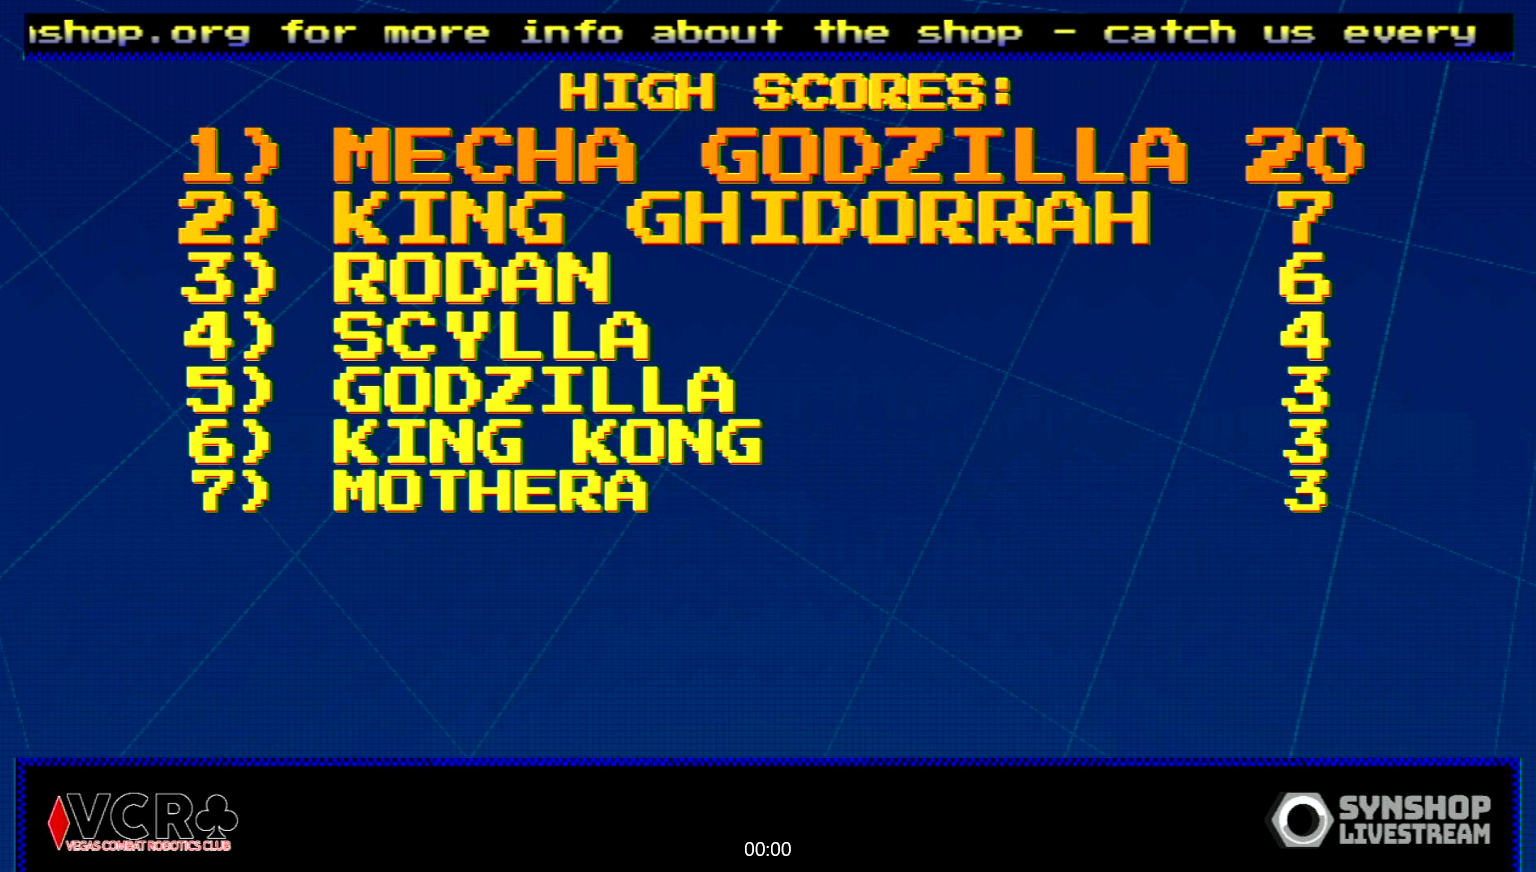 shop.org for more info about the shop - catch us every
HIGH SCORES:
1) MECHA GODZILLA 20
2) KING GHIDORRAH 7
3) RODAN 6
4) SCYLLA 4
5) GODZILLA 3
6) KING KONG 3
7) MOTHERA 3
VCR
VEGAS COMBAT ROBOTICS CLUB
00:00
SYNSHOP
LIVESTREAM